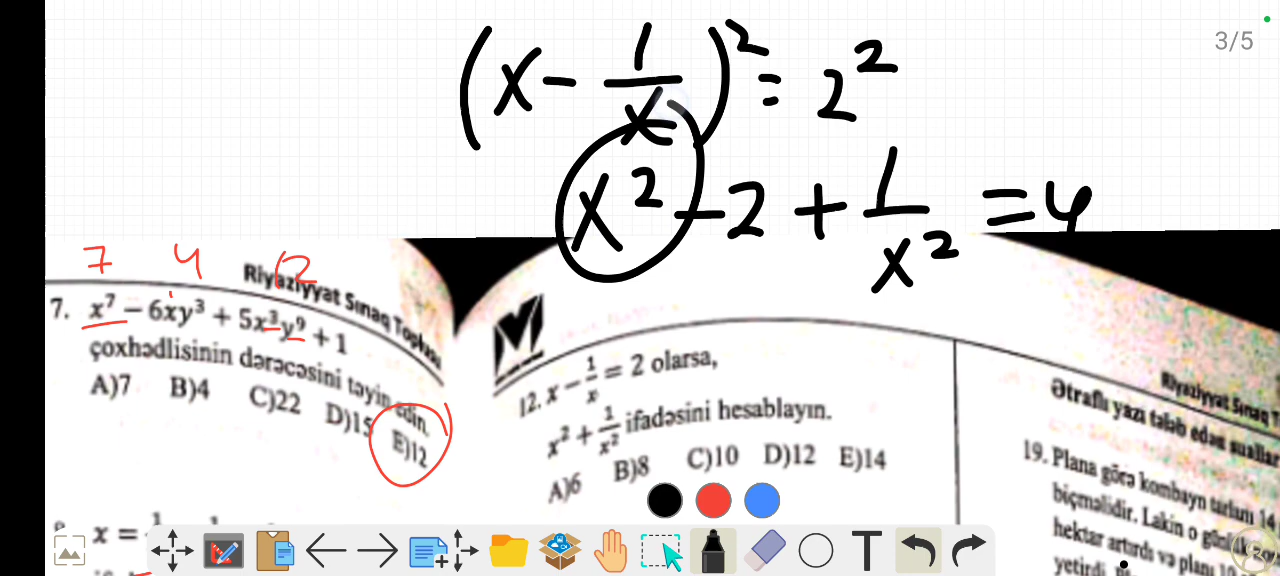 3/5
(x - 1/x)² = 2²
x² - 2 + 1/x² = 4
7 4 12
Riyaziyyat Sınaq Toplusu
7. x⁷ − 6xy³ + 5x³y⁹ + 1
çoxhədlisinin dərəcəsini təyin edin.
A)7 B)4 C)22 D)15 E)12
12. x − 1/x = 2 olarsa,
x² + 1/x² ifadəsini hesablayın.
A)6 B)8 C)10 D)12 E)14
Riyaziyyat Sınaq
Ətraflı yazı tələb edən suallar
19. Plana görə kombayn tarlanı 14
biçməlidir. Lakin o günlük
hektar artırdı və planı 10
yetirdi.
x =
T